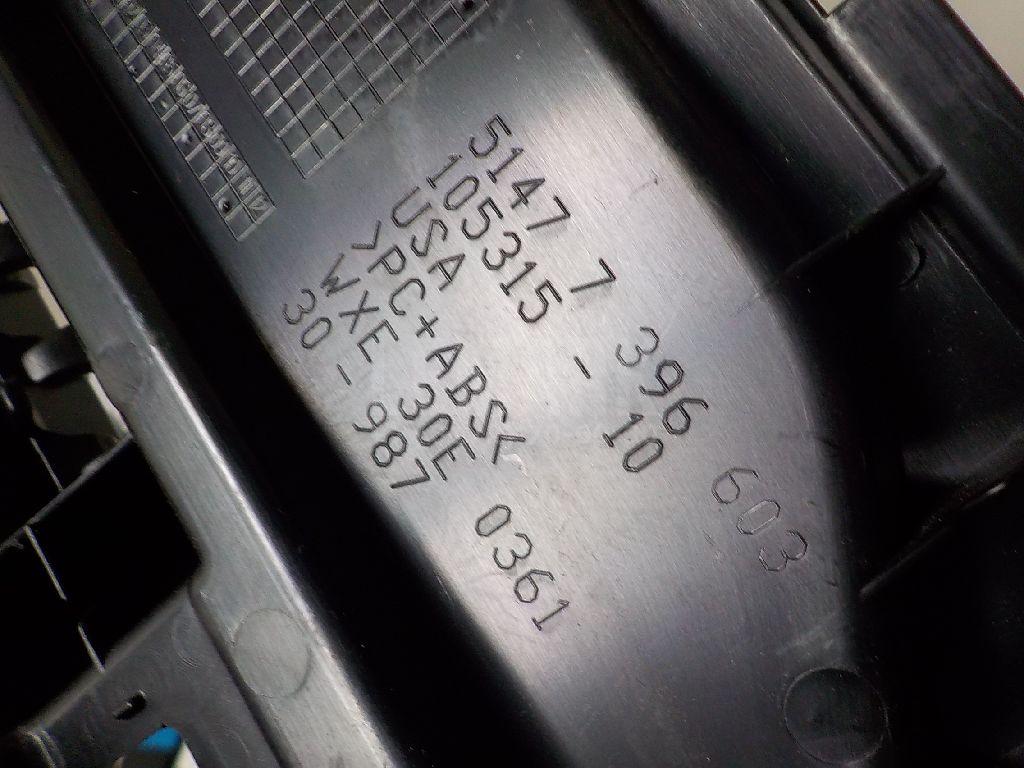 5147 7 396 603
105315 - 10
USA
>PC+ABS<
WXE 30E 0361
30 - 987